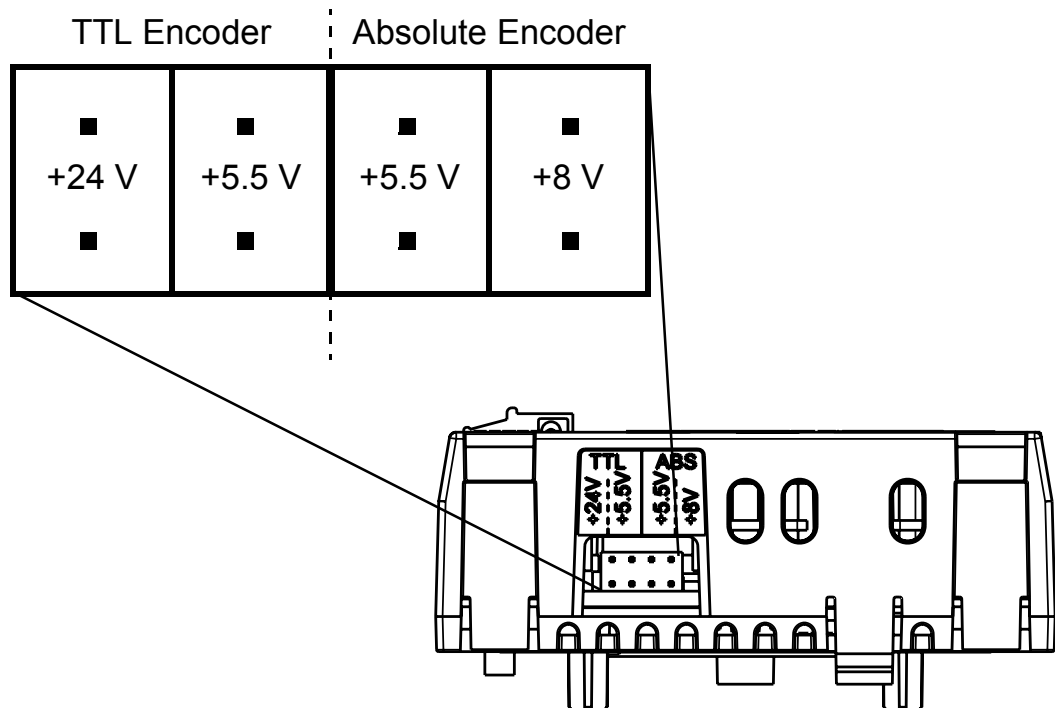 TTL Encoder Absolute Encoder
+24 V +5.5 V +5.5 V +8 V
TTL ABS
+24V +5.5V +5.5V +8V